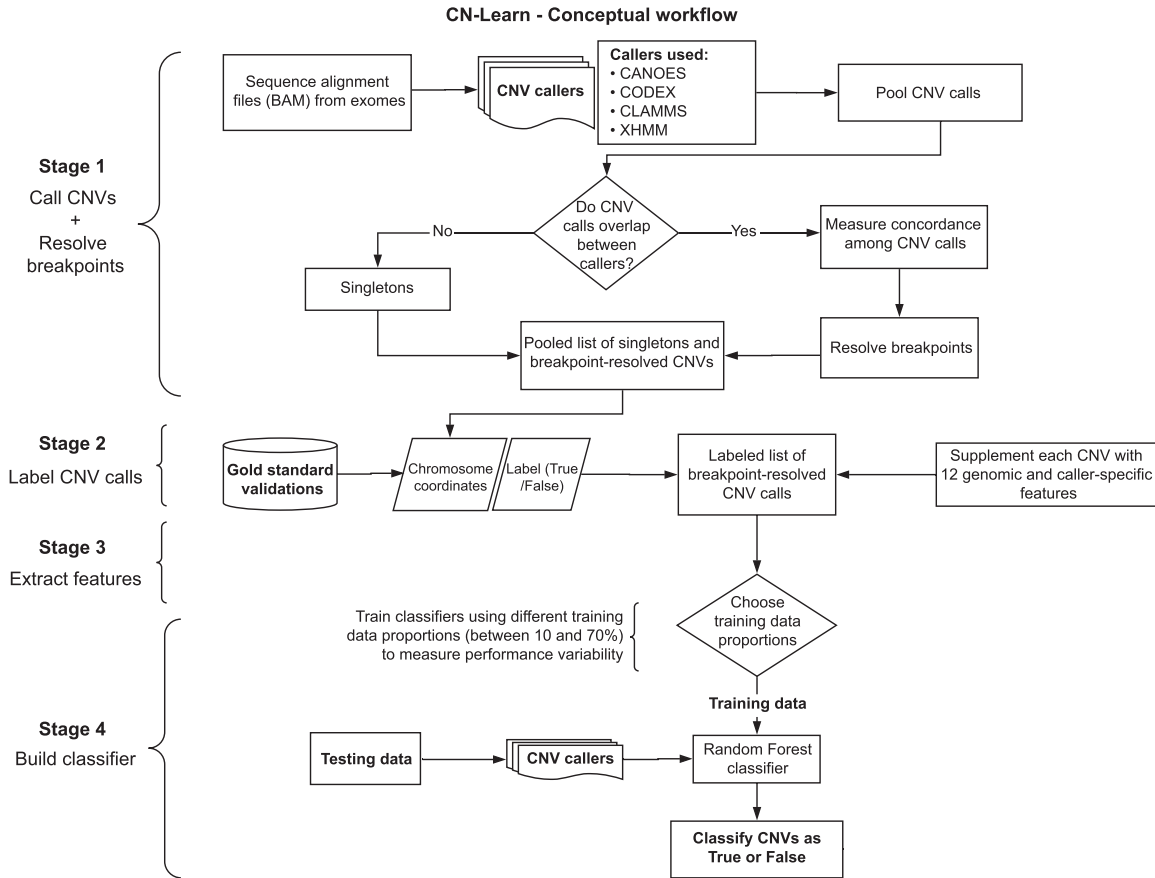 CN-Learn - Conceptual workflow
Sequence alignment
files (BAM) from exomes
CNV callers
Callers used:
• CANOES
• CODEX
• CLAMMS
• XHMM
Pool CNV calls
Stage 1
Call CNVs
+
Resolve
breakpoints
Do CNV
calls overlap
between
callers?
No
Yes
Measure concordance
among CNV calls
Singletons
Pooled list of singletons and
breakpoint-resolved CNVs
Resolve breakpoints
Stage 2
Label CNV calls
Gold standard
validations
Chromosome
coordinates
Label (True
/False)
Labeled list of
breakpoint-resolved
CNV calls
Supplement each CNV with
12 genomic and caller-specific
features
Stage 3
Extract features
Train classifiers using different training
data proportions (between 10 and 70%)
to measure performance variability
Choose
training data
proportions
Training data
Stage 4
Build classifier
Testing data
CNV callers
Random Forest
classifier
Classify CNVs as
True or False